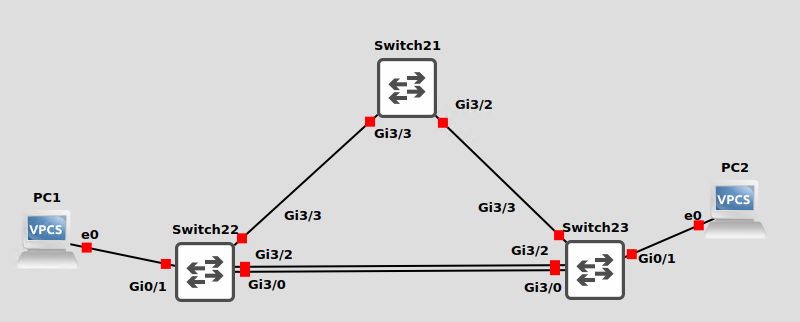 Switch21
Gi3/2
Gi3/3
PC2
VPCS
PC1
VPCS
e0
Gi3/3
Gi3/3
e0
Switch22
Switch23
Gi3/2
Gi3/2
Gi0/1
Gi0/1
Gi3/0
Gi3/0